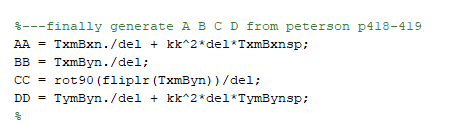 %---finally generate A B C D from peterson p418-419
AA = TxmBxn./del + kk^2*del*TxmBxnsp;
BB = TxmByn./del;
CC = rot90(fliplr(TxmByn))/del;
DD = TymByn./del + kk^2*del*TymBynsp;
%